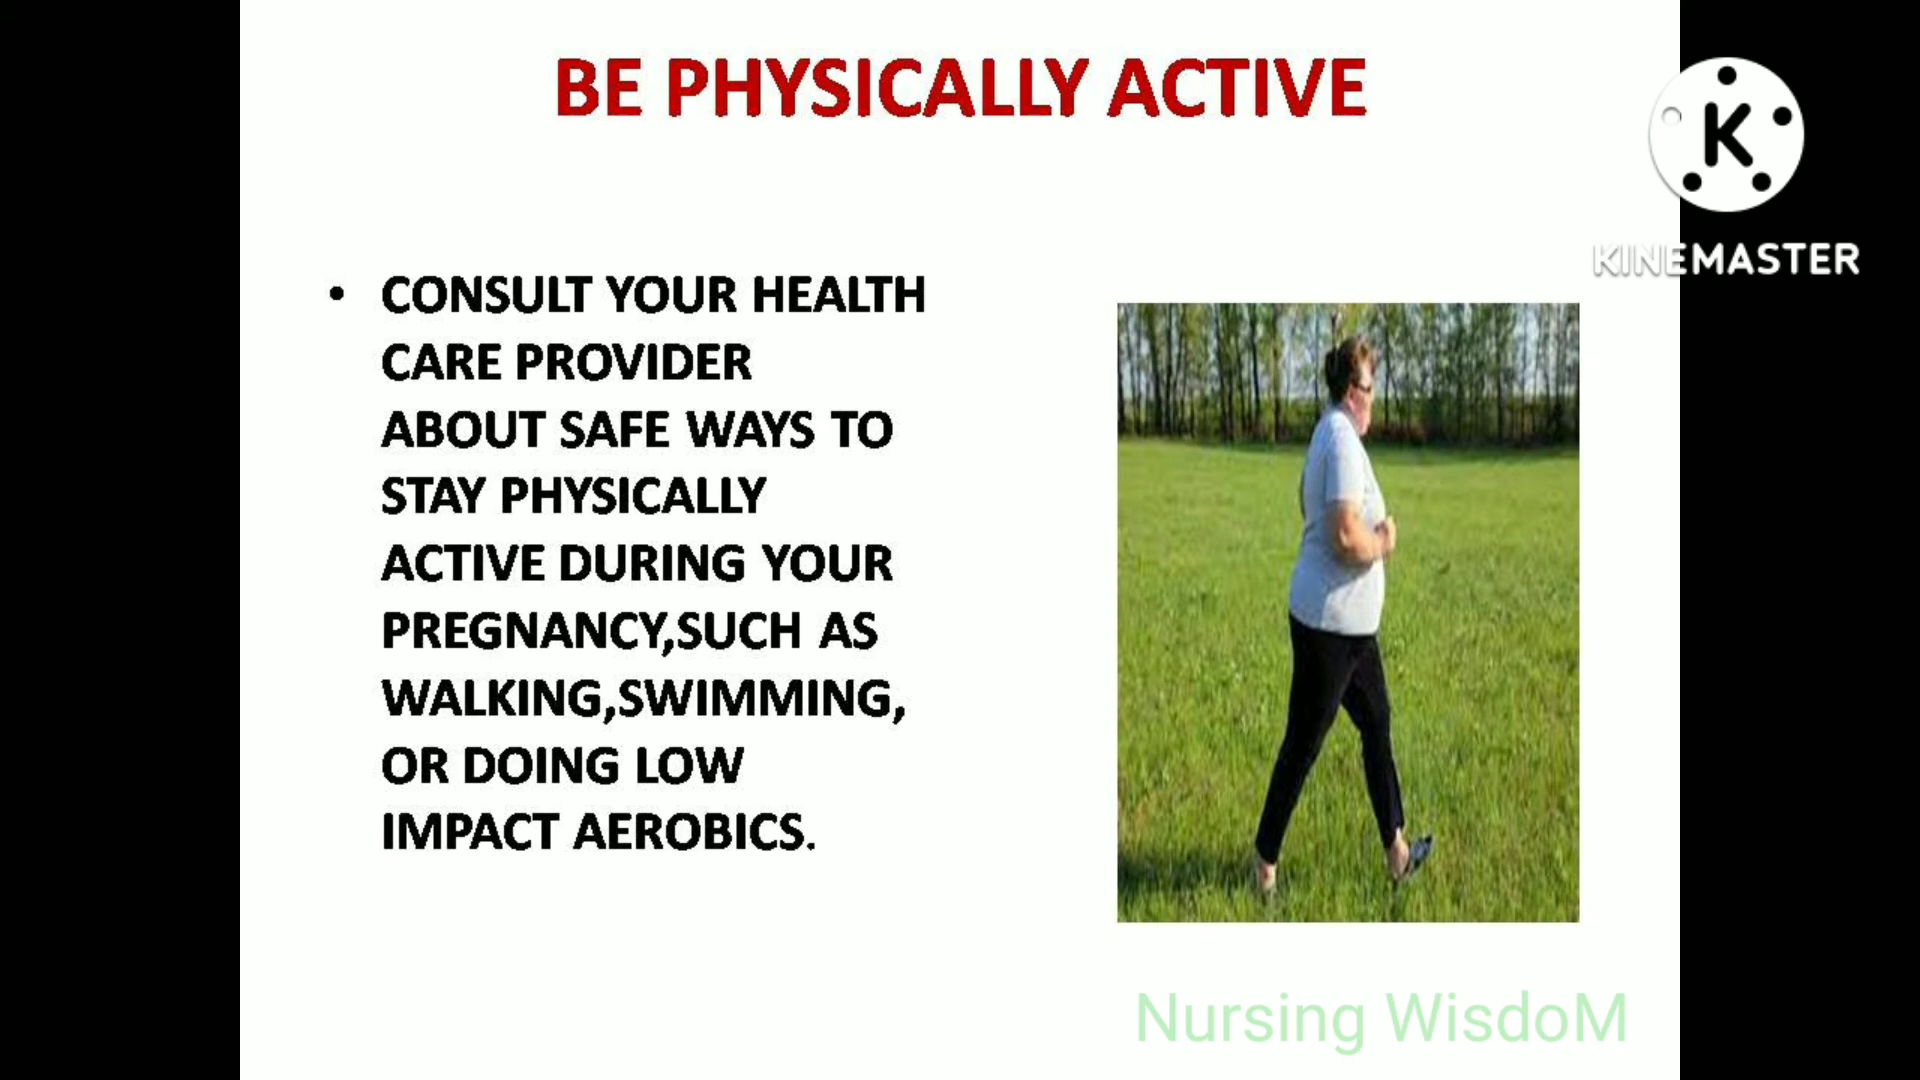 BE PHYSICALLY ACTIVE
K
KINEMASTER
• CONSULT YOUR HEALTH
CARE PROVIDER
ABOUT SAFE WAYS TO
STAY PHYSICALLY
ACTIVE DURING YOUR
PREGNANCY,SUCH AS
WALKING,SWIMMING,
OR DOING LOW
IMPACT AEROBICS.
Nursing WisdoM